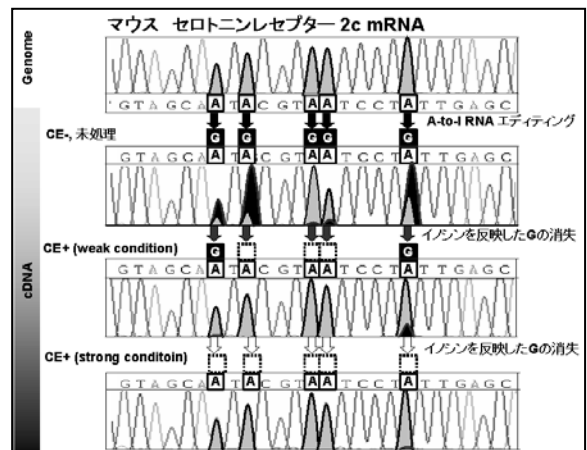 マウス セロトニンレセプター 2c mRNA
Genome
GTAGCAATACGTAATCCTATTGAGC
A-to-I RNA エディティング
CE-, 未処理
G G G G G
GTAGCAATACGTAATCCTATTGAGC
イノシンを反映したGの消失
CE+ (weak condition)
G G
GTAGCAATACGTAATCCTATTGAGC
cDNA
イノシンを反映したGの消失
CE+ (strong conditoin)
GTAGCAATACGTAATCCTATTGAGC